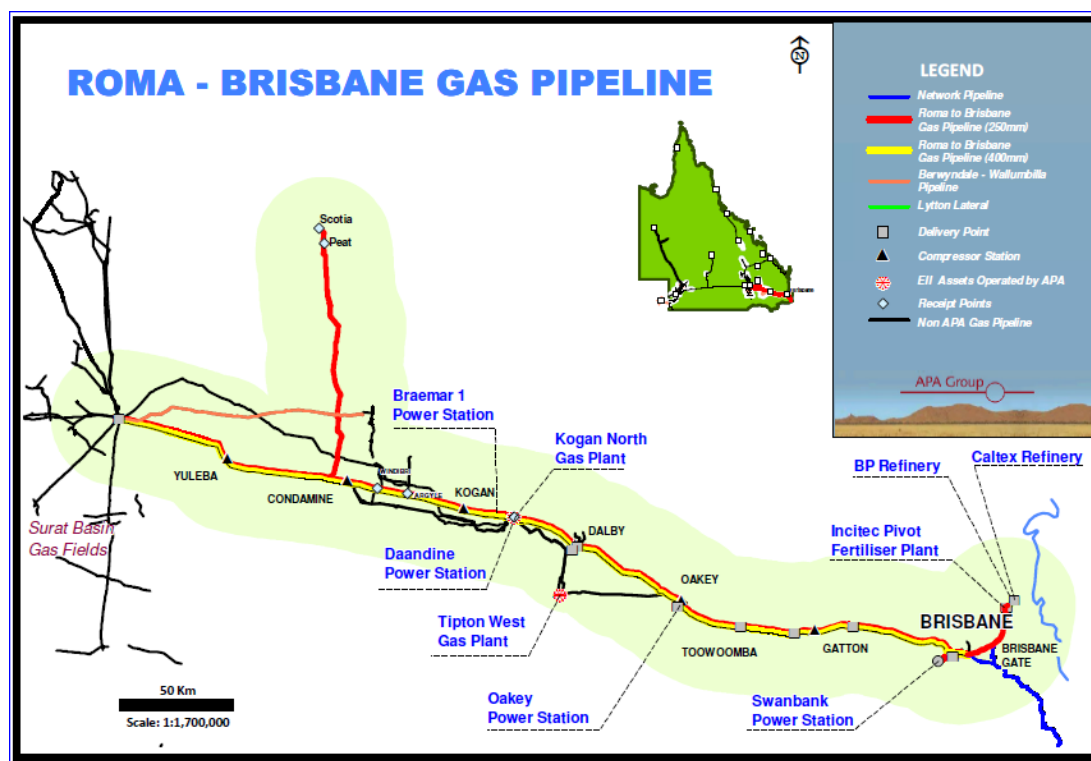 ROMA - BRISBANE GAS PIPELINE
N
LEGEND
Network Pipeline
Roma to Brisbane
Gas Pipeline (250mm)
Roma to Brisbane
Gas Pipeline (400mm)
Berwyndale - Wallumbilla
Pipeline
Lytton Lateral
Delivery Point
Compressor Station
EII Assets Operated by APA
Receipt Points
Non APA Gas Pipeline
APA Group
Scotia
Peat
Braemar 1
Power Station
Kogan North
Gas Plant
BP Refinery
Caltex Refinery
YULEBA
CONDAMINE
WINDIBRI
ARGYLE
KOGAN
Surat Basin
Gas Fields
DALBY
Incitec Pivot
Fertiliser Plant
Daandine
Power Station
OAKEY
BRISBANE
Tipton West
Gas Plant
TOOWOOMBA
GATTON
BRISBANE
GATE
50 Km
Scale: 1:1,700,000
Oakey
Power Station
Swanbank
Power Station